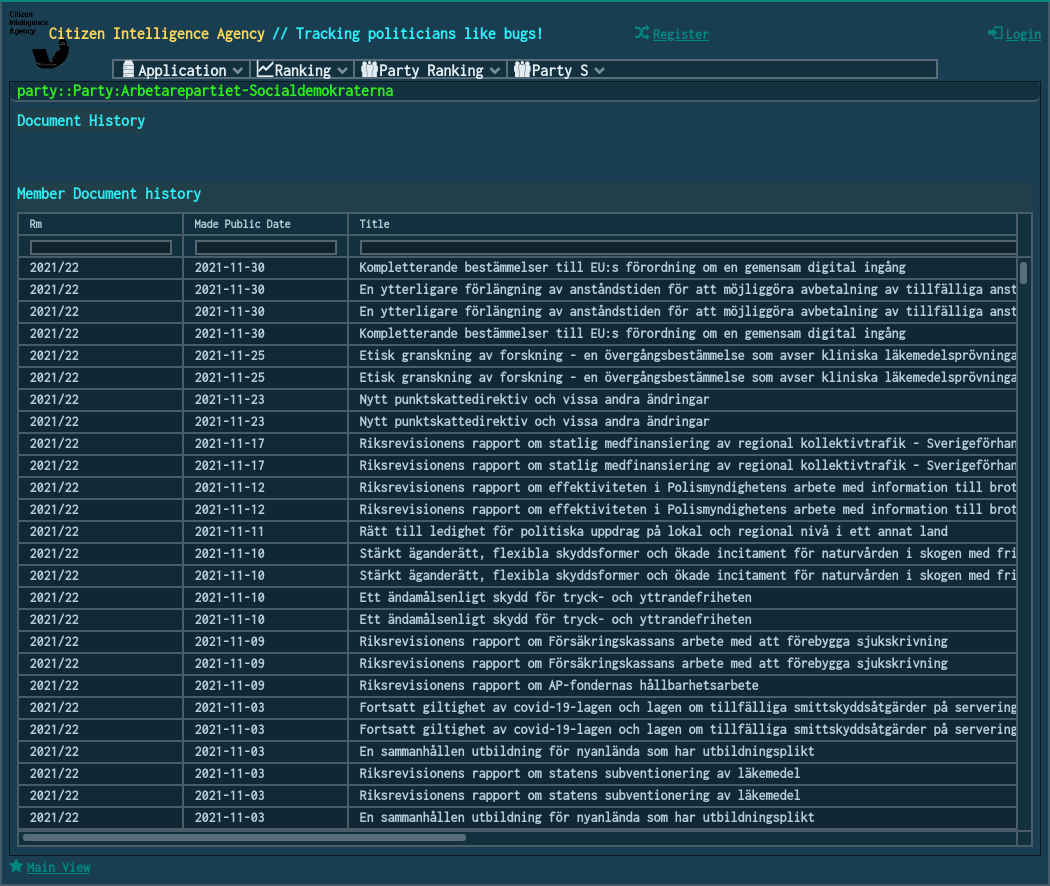 Citizen
Intelligence
Agency
Citizen Intelligence Agency // Tracking politicians like bugs!
Register
Login
Application
Ranking
Party Ranking
Party S
party::Party:Arbetarepartiet-Socialdemokraterna
Document History
Member Document history
Rm Made Public Date Title
2021/22 2021-11-30 Kompletterande bestämmelser till EU:s förordning om en gemensam digital ingång
2021/22 2021-11-30 En ytterligare förlängning av anståndstiden för att möjliggöra avbetalning av tillfälliga anst
2021/22 2021-11-30 En ytterligare förlängning av anståndstiden för att möjliggöra avbetalning av tillfälliga anst
2021/22 2021-11-30 Kompletterande bestämmelser till EU:s förordning om en gemensam digital ingång
2021/22 2021-11-25 Etisk granskning av forskning - en övergångsbestämmelse som avser kliniska läkemedelsprövninga
2021/22 2021-11-25 Etisk granskning av forskning - en övergångsbestämmelse som avser kliniska läkemedelsprövninga
2021/22 2021-11-23 Nytt punktskattedirektiv och vissa andra ändringar
2021/22 2021-11-23 Nytt punktskattedirektiv och vissa andra ändringar
2021/22 2021-11-17 Riksrevisionens rapport om statlig medfinansiering av regional kollektivtrafik - Sverigeförhan
2021/22 2021-11-17 Riksrevisionens rapport om statlig medfinansiering av regional kollektivtrafik - Sverigeförhan
2021/22 2021-11-12 Riksrevisionens rapport om effektiviteten i Polismyndighetens arbete med information till brot
2021/22 2021-11-12 Riksrevisionens rapport om effektiviteten i Polismyndighetens arbete med information till brot
2021/22 2021-11-11 Rätt till ledighet för politiska uppdrag på lokal och regional nivå i ett annat land
2021/22 2021-11-10 Stärkt äganderätt, flexibla skyddsformer och ökade incitament för naturvården i skogen med fri
2021/22 2021-11-10 Stärkt äganderätt, flexibla skyddsformer och ökade incitament för naturvården i skogen med fri
2021/22 2021-11-10 Ett ändamålsenligt skydd för tryck- och yttrandefriheten
2021/22 2021-11-10 Ett ändamålsenligt skydd för tryck- och yttrandefriheten
2021/22 2021-11-09 Riksrevisionens rapport om Försäkringskassans arbete med att förebygga sjukskrivning
2021/22 2021-11-09 Riksrevisionens rapport om Försäkringskassans arbete med att förebygga sjukskrivning
2021/22 2021-11-09 Riksrevisionens rapport om AP-fondernas hållbarhetsarbete
2021/22 2021-11-03 Fortsatt giltighet av covid-19-lagen och lagen om tillfälliga smittskyddsåtgärder på servering
2021/22 2021-11-03 Fortsatt giltighet av covid-19-lagen och lagen om tillfälliga smittskyddsåtgärder på servering
2021/22 2021-11-03 En sammanhållen utbildning för nyanlända som har utbildningsplikt
2021/22 2021-11-03 Riksrevisionens rapport om statens subventionering av läkemedel
2021/22 2021-11-03 Riksrevisionens rapport om statens subventionering av läkemedel
2021/22 2021-11-03 En sammanhållen utbildning för nyanlända som har utbildningsplikt
Main View